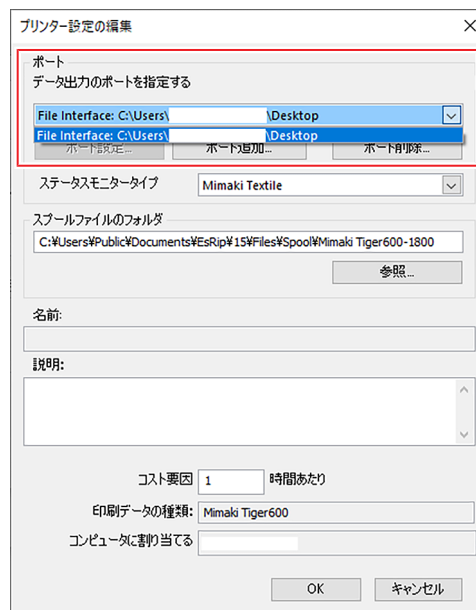 プリンター設定の編集
ポート
データ出力のポートを指定する
File Interface: C:\Users\ \Desktop
File Interface: C:\Users\ \Desktop
ポート設定... ポート追加... ポート削除...
ステータスモニタータイプ Mimaki Textile
スプールファイルのフォルダ
C:¥Users¥Public¥Documents¥EsRip¥15¥Files¥Spool¥Mimaki Tiger600-1800
参照...
名前:
説明:
コスト要因 1 時間あたり
印刷データの種類: Mimaki Tiger600
コンピュータに割り当てる
OK キャンセル